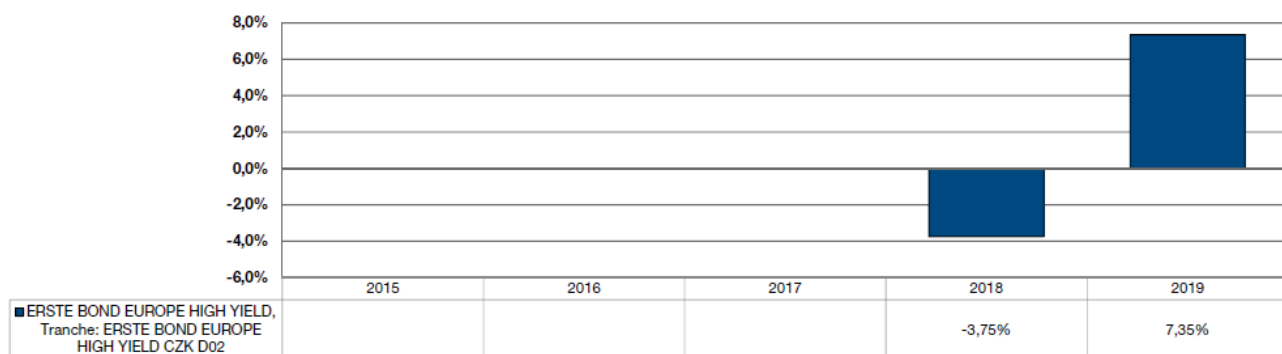 8,0%
6,0%
4,0%
2,0%
0,0%
-2,0%
-4,0%
-6,0%
2015 2016 2017 2018 2019
ERSTE BOND EUROPE HIGH YIELD,
Tranche: ERSTE BOND EUROPE
HIGH YIELD CZK D02
-3,75% 7,35%